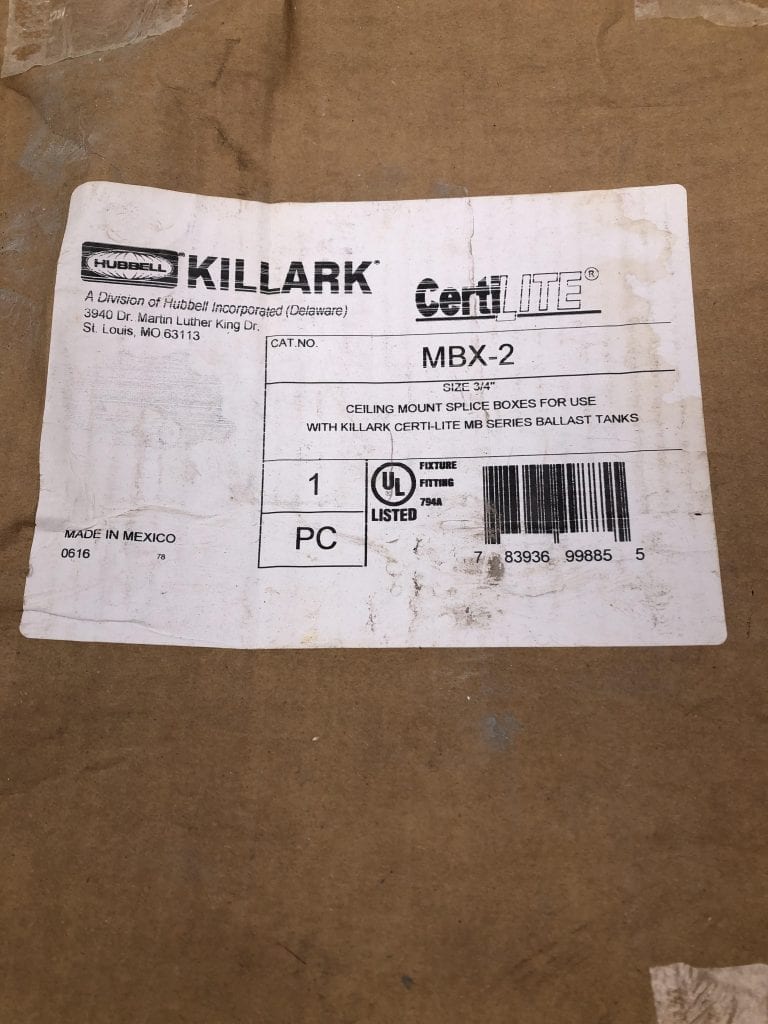 HUBBELL
KILLARK®
A Division of Hubbell Incorporated (Delaware)
3940 Dr. Martin Luther King Dr.
St. Louis, MO 63113
CertiLITE®
CAT.NO.
MBX-2
SIZE 3/4"
CEILING MOUNT SPLICE BOXES FOR USE
WITH KILLARK CERTI-LITE MB SERIES BALLAST TANKS
1
PC
UL
LISTED
FIXTURE
FITTING
794A
7 83936 99885 5
MADE IN MEXICO
0616 78